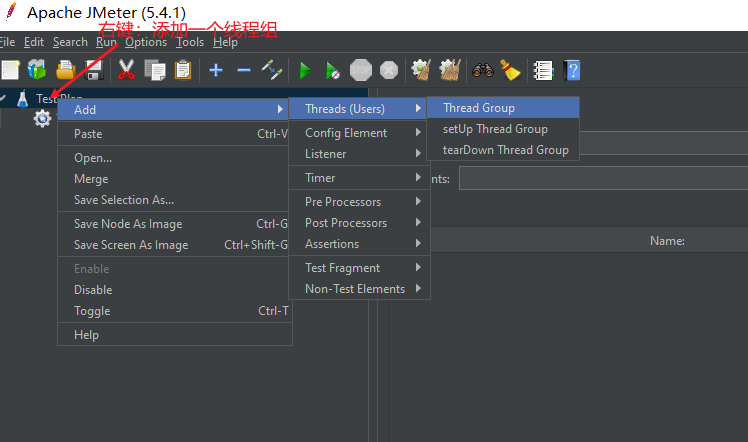 Apache JMeter (5.4.1)
右键：添加一个线程组
File Edit Search Run Options Tools Help
Test Plan
Add
Paste Ctrl-V
Open...
Merge
Save Selection As...
Save Node As Image Ctrl-G
Save Screen As Image Ctrl+Shift-G
Enable
Disable
Toggle Ctrl-T
Help
Threads (Users)
Config Element
Listener
Timer
Pre Processors
Post Processors
Assertions
Test Fragment
Non-Test Elements
Thread Group
setUp Thread Group
tearDown Thread Group
nts:
Name: